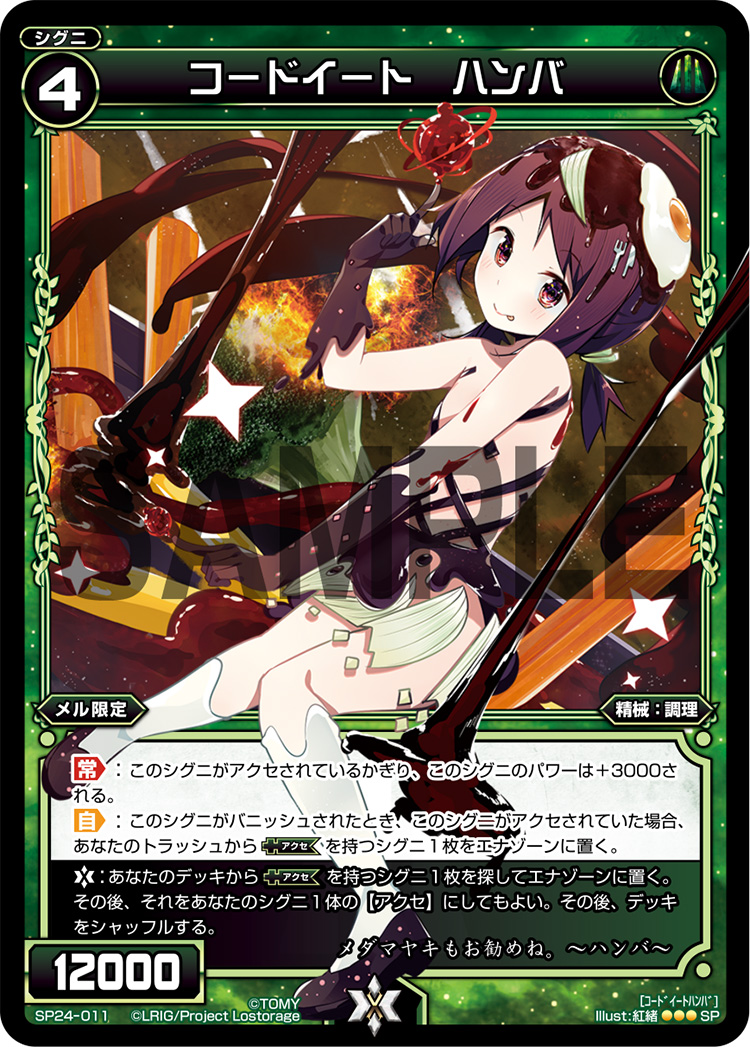 シグニ
4
コードイート ハンバ
SAMPLE
メル限定
精械：調理
常：このシグニがアクセされているかぎり、このシグニのパワーは＋3000さ
れる。
自：このシグニがバニッシュされたとき、このシグニがアクセされていた場合、
あなたのトラッシュからアクセを持つシグニ１枚をエナゾーンに置く。
：あなたのデッキからアクセを持つシグニ１枚を探してエナゾーンに置く。
その後、それをあなたのシグニ１体の【アクセ】にしてもよい。その後、デッキ
をシャッフルする。
メダマヤキもお勧めね。～ハンバ～
12000
©TOMY
[コードイートハンバ]
SP24-011 ©LRIG/Project Lostorage
Illust:紅緒 SP